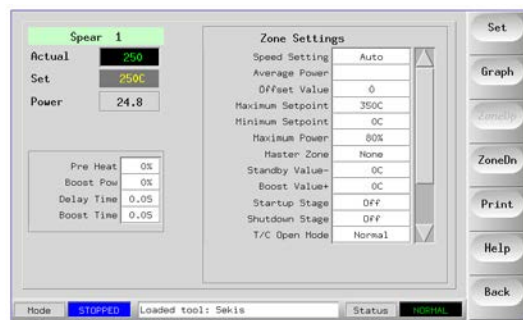 Spear 1
Actual 250
Set 250C
Power 24.8
Pre Heat 0%
Boost Pow 0%
Delay Time 0.0S
Boost Time 0.0S
Zone Settings
Speed Setting Auto
Average Power
Offset Value 0
Maximum Setpoint 350C
Minimum Setpoint 0C
Maximum Power 80%
Master Zone None
Standby Value- 0C
Boost Value+ 0C
Startup Stage Off
Shutdown Stage Off
T/C Open Mode Normal
Set
Graph
ZoneUp
ZoneDn
Print
Help
Back
Mode STOPPED Loaded tool: Sekis Status NORMAL